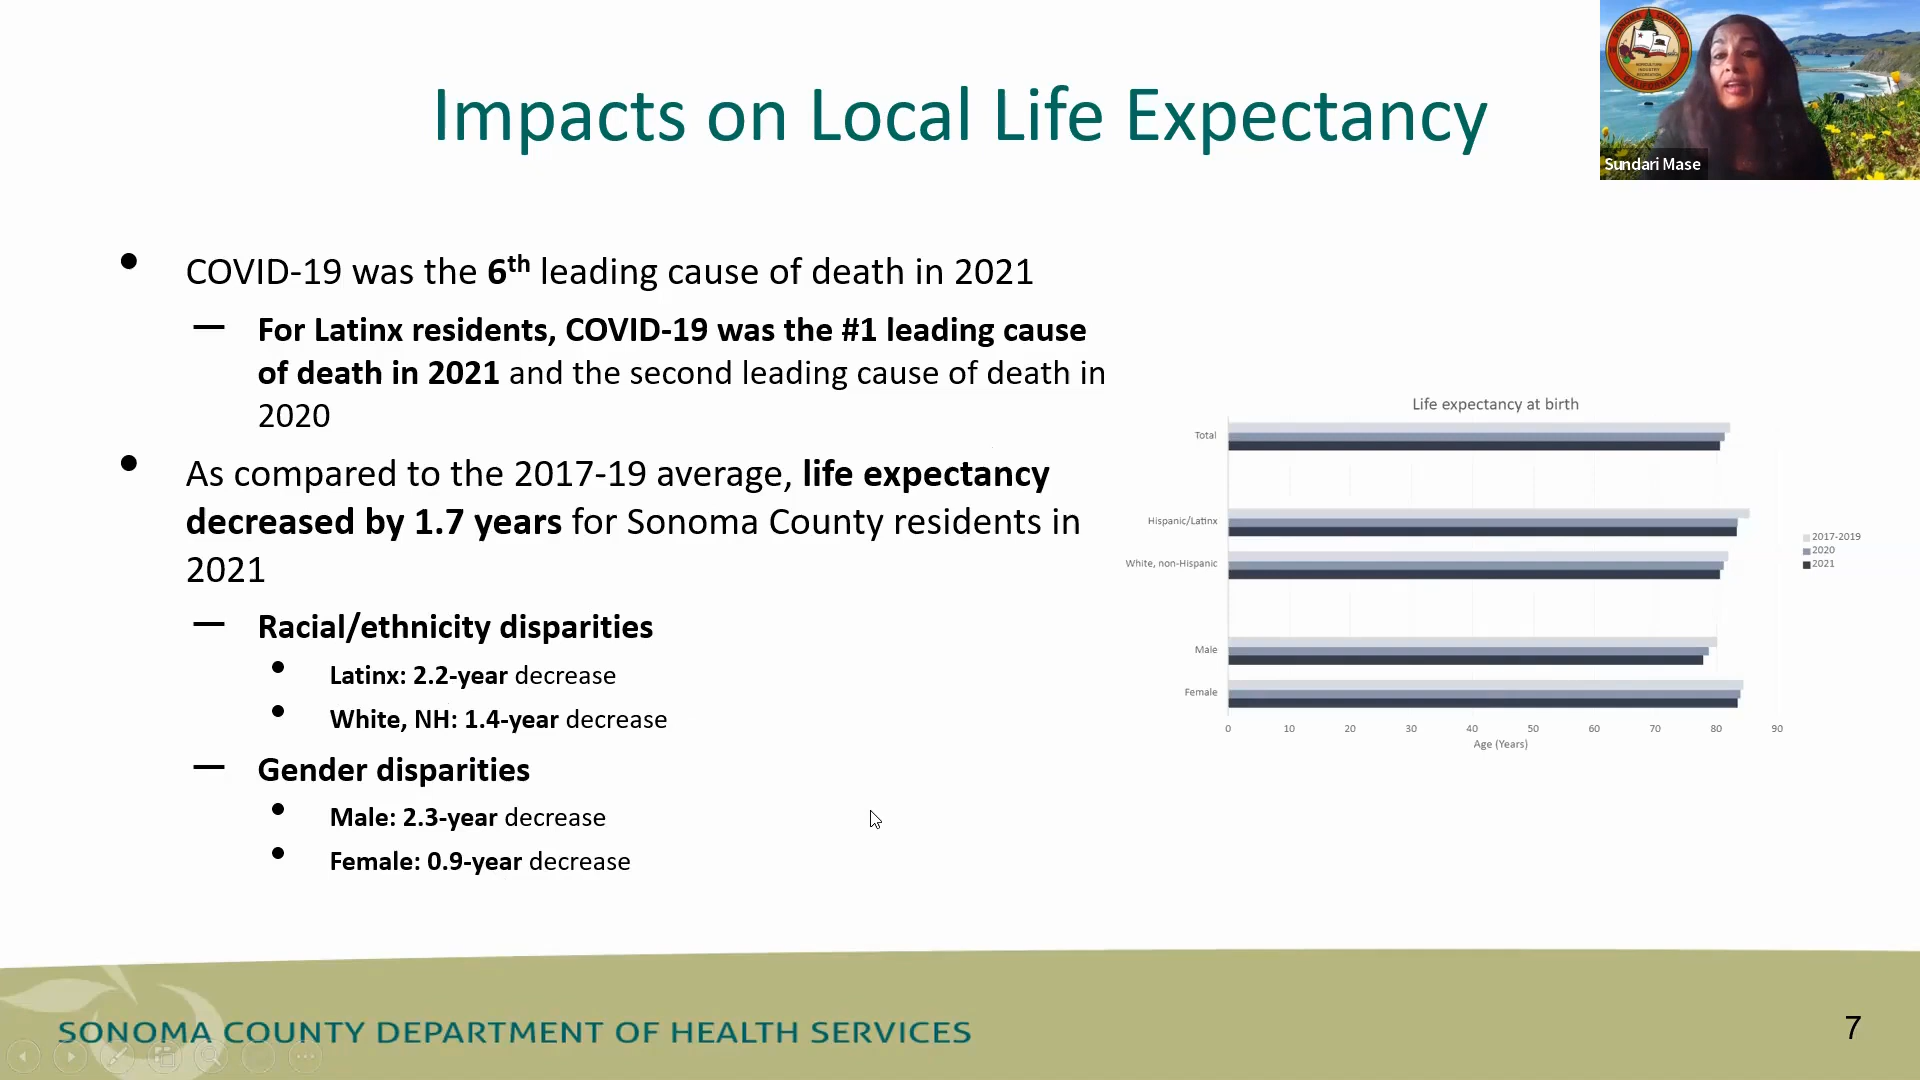 Impacts on Local Life Expectancy
Sundari Mase
• COVID-19 was the 6th leading cause of death in 2021
— For Latinx residents, COVID-19 was the #1 leading cause
of death in 2021 and the second leading cause of death in
2020
• As compared to the 2017-19 average, life expectancy
decreased by 1.7 years for Sonoma County residents in
2021
— Racial/ethnicity disparities
• Latinx: 2.2-year decrease
• White, NH: 1.4-year decrease
— Gender disparities
• Male: 2.3-year decrease
• Female: 0.9-year decrease
Life expectancy at birth
Total
Hispanic/Latinx
White, non-Hispanic
Male
Female
0 10 20 30 40 50 60 70 80 90
Age (Years)
2017-2019
2020
2021
SONOMA COUNTY DEPARTMENT OF HEALTH SERVICES
7